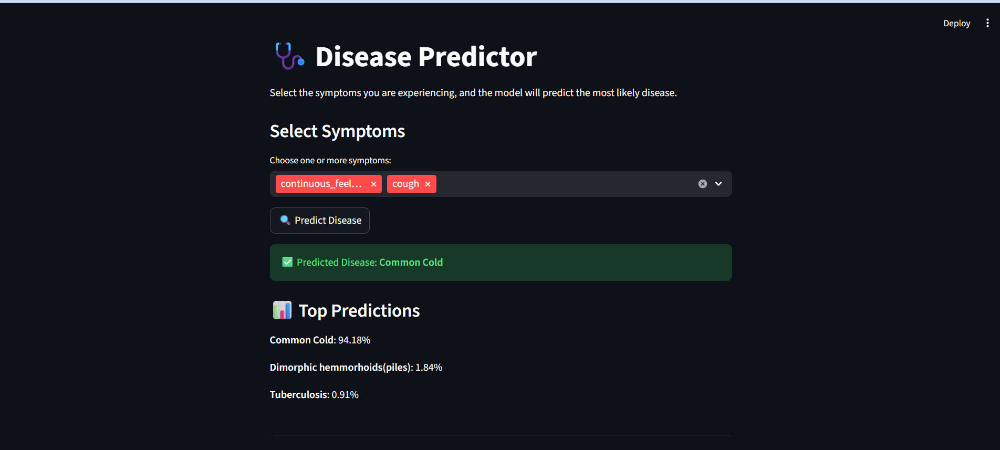 Deploy
Disease Predictor
Select the symptoms you are experiencing, and the model will predict the most likely disease.
Select Symptoms
Choose one or more symptoms:
continuous_feel... × cough ×
Predict Disease
Predicted Disease: Common Cold
Top Predictions
Common Cold: 94.18%
Dimorphic hemmorhoids(piles): 1.84%
Tuberculosis: 0.91%